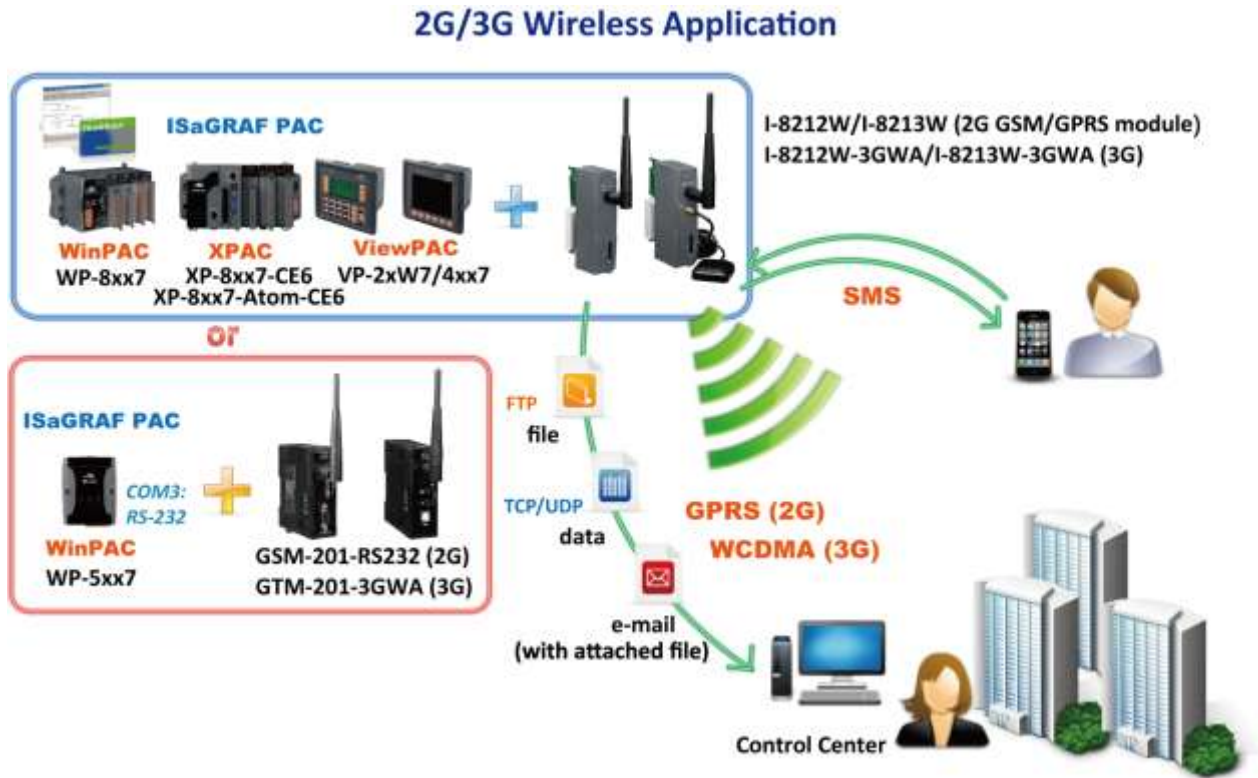 2G/3G Wireless Application
ISaGRAF PAC
I-8212W/I-8213W (2G GSM/GPRS module)
I-8212W-3GWA/I-8213W-3GWA (3G)
WinPAC
WP-8xx7
XPAC
XP-8xx7-CE6
XP-8xx7-Atom-CE6
ViewPAC
VP-2xW7/4xx7
SMS
or
ISaGRAF PAC
COM3:
RS-232
WinPAC
WP-5xx7
GSM-201-RS232 (2G)
GTM-201-3GWA (3G)
FTP
file
TCP/UDP
data
GPRS (2G)
WCDMA (3G)
e-mail
(with attached file)
Control Center